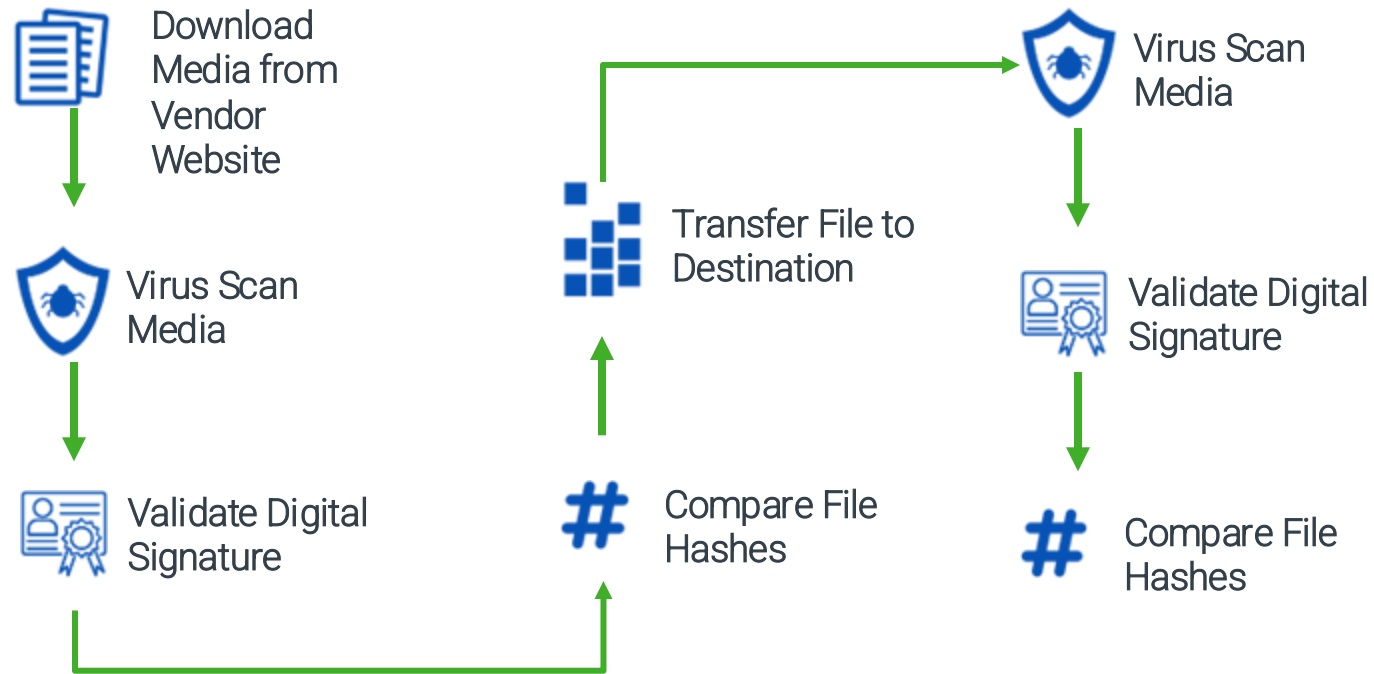 Download
Media from
Vendor
Website
Virus Scan
Media
Validate Digital
Signature
Compare File
Hashes
Transfer File to
Destination
Virus Scan
Media
Validate Digital
Signature
Compare File
Hashes